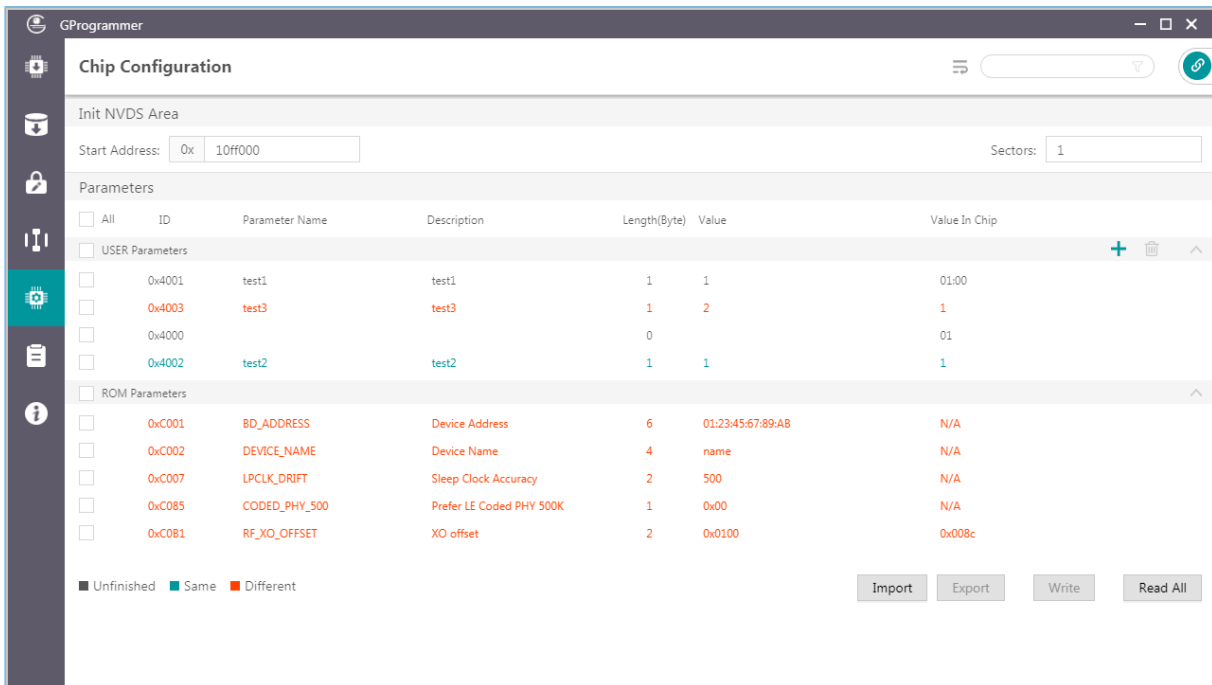 GProgrammer
Chip Configuration
Init NVDS Area
Start Address: 0x 10ff000 Sectors: 1
Parameters
All ID Parameter Name Description Length(Byte) Value Value In Chip
USER Parameters
0x4001 test1 test1 1 1 01:00
0x4003 test3 test3 1 2 1
0x4000 0 01
0x4002 test2 test2 1 1 1
ROM Parameters
0xC001 BD_ADDRESS Device Address 6 01:23:45:67:89:AB N/A
0xC002 DEVICE_NAME Device Name 4 name N/A
0xC007 LPCLK_DRIFT Sleep Clock Accuracy 2 500 N/A
0xC085 CODED_PHY_500 Prefer LE Coded PHY 500K 1 0x00 N/A
0xC0B1 RF_XO_OFFSET XO offset 2 0x0100 0x008c
Unfinished Same Different Import Export Write Read All